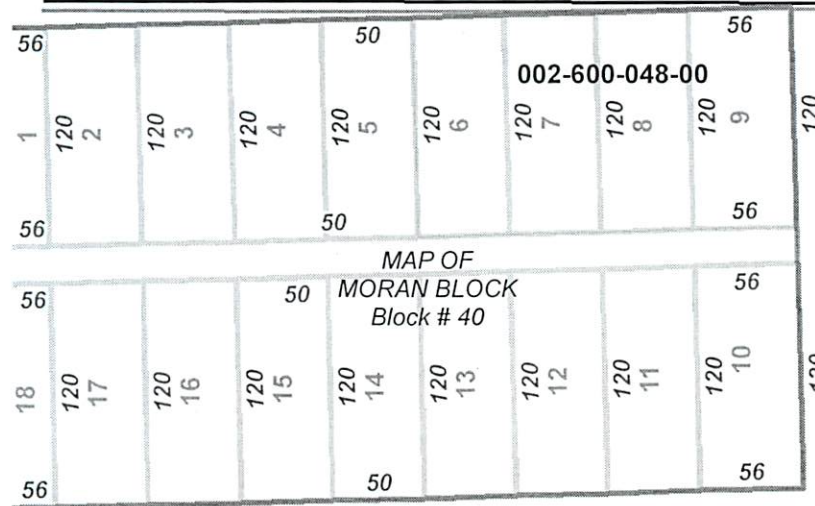 56 50 56
002-600-048-00
1 120 2 120 3 120 4 120 5 120 6 120 7 120 8 120 9 120
56 50 56
MAP OF
56 50 MORAN BLOCK 56
Block # 40
18 120 17 120 16 120 15 120 14 120 13 120 12 120 11 120 10 120
56 50 56